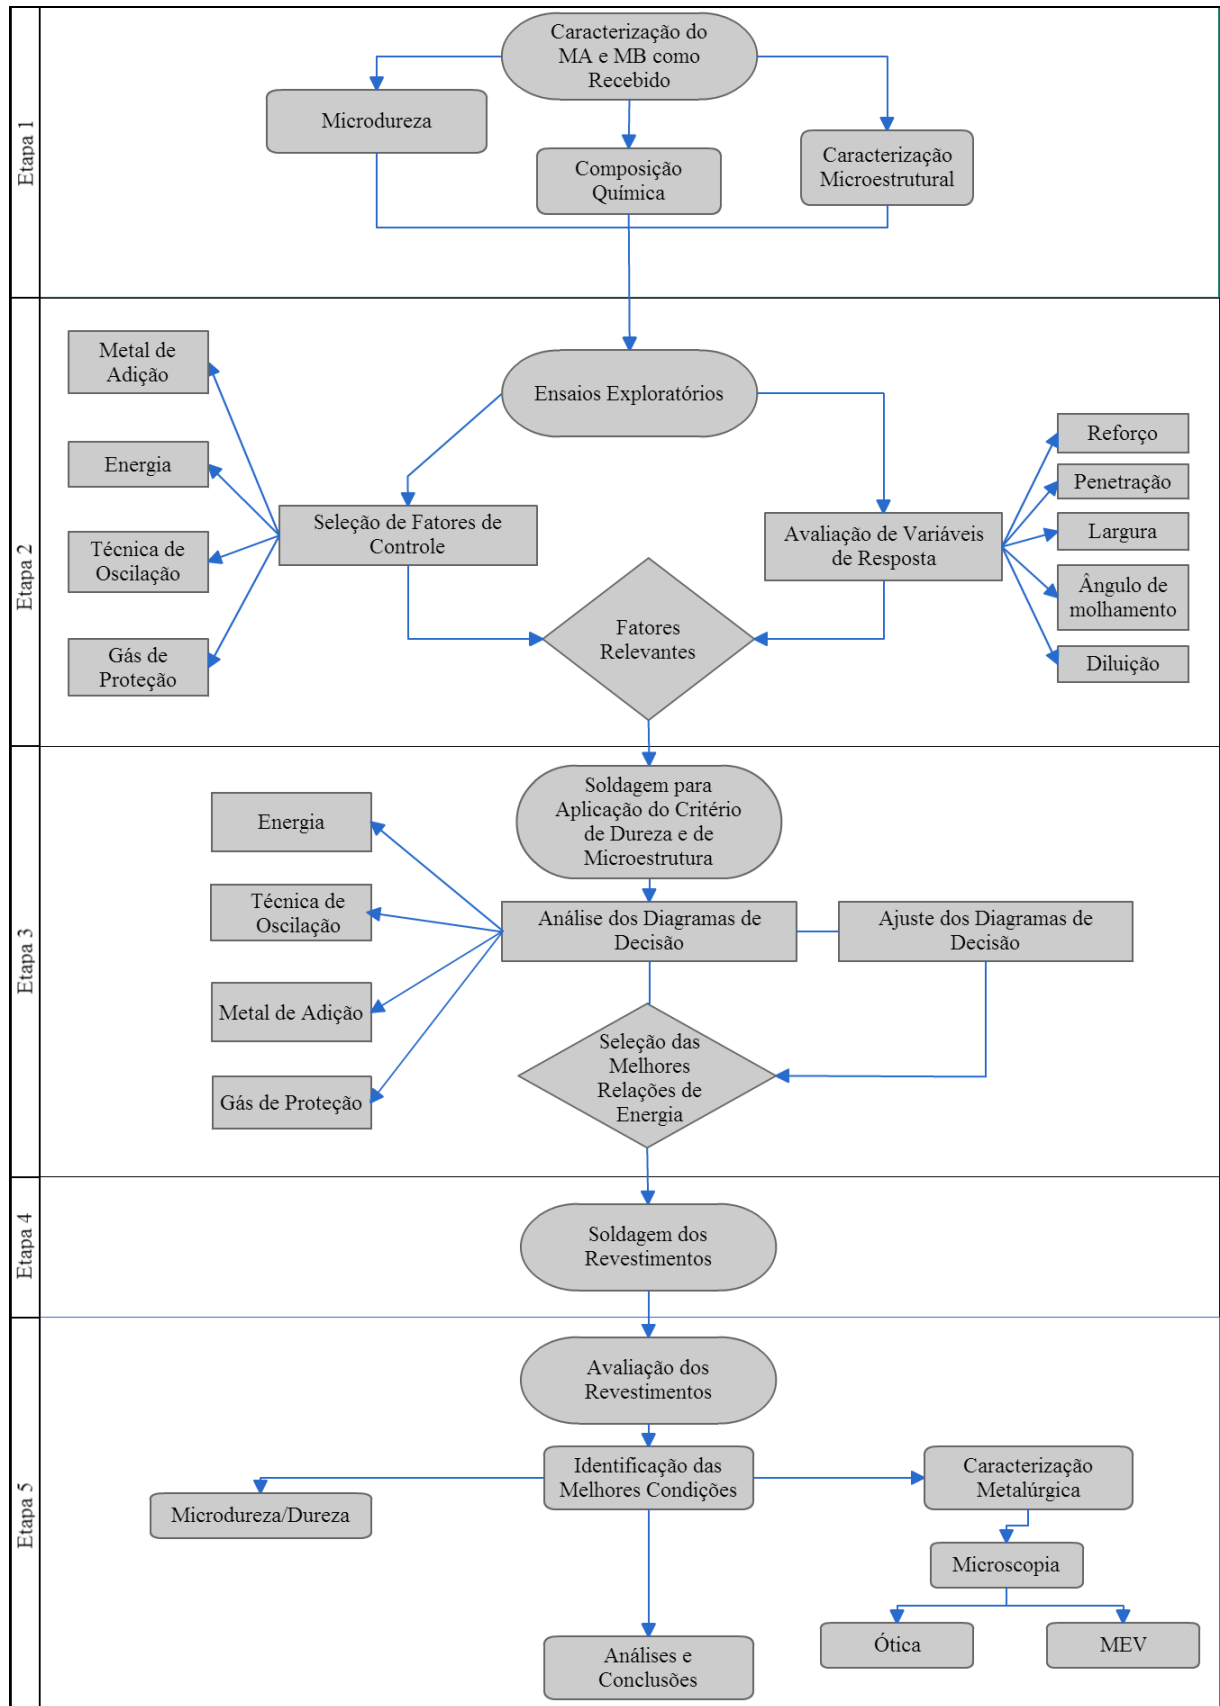 Etapa 1
Caracterização do
MA e MB como
Recebido
Microdureza
Composição
Química
Caracterização
Microestrutural
Etapa 2
Ensaios Exploratórios
Metal de
Adição
Energia
Técnica de
Oscilação
Gás de
Proteção
Seleção de Fatores de
Controle
Avaliação de Variáveis
de Resposta
Reforço
Penetração
Largura
Ângulo de
molhamento
Diluição
Fatores
Relevantes
Etapa 3
Soldagem para
Aplicação do Critério
de Dureza e de
Microestrutura
Energia
Técnica de
Oscilação
Metal de Adição
Gás de Proteção
Análise dos Diagramas de
Decisão
Ajuste dos Diagramas de
Decisão
Seleção das
Melhores
Relações de
Energia
Etapa 4
Soldagem dos
Revestimentos
Etapa 5
Avaliação dos
Revestimentos
Identificação das
Melhores Condições
Microdureza/Dureza
Caracterização
Metalúrgica
Microscopia
Ótica
MEV
Análises e
Conclusões